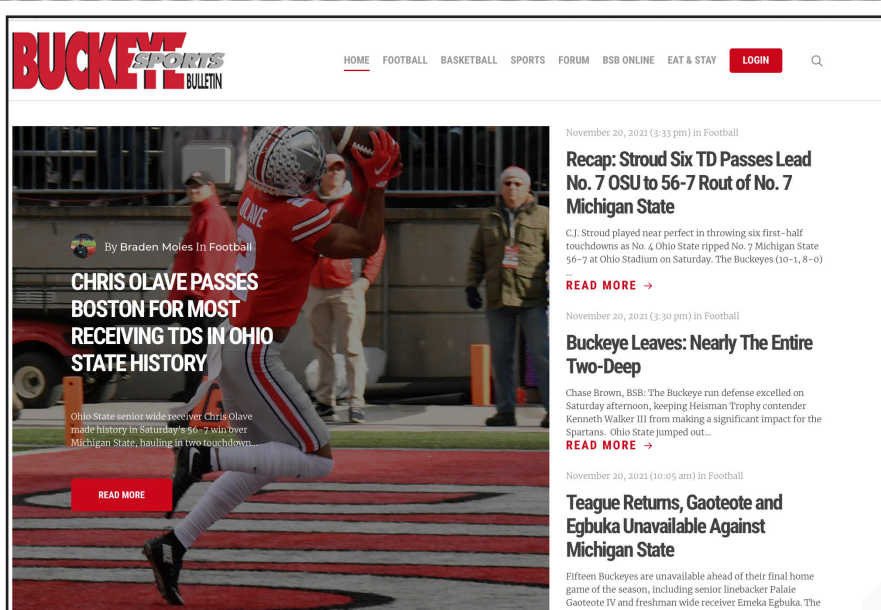 BUCKEYE SPORTS
BULLETIN
HOME FOOTBALL BASKETBALL SPORTS FORUM BSB ONLINE EAT & STAY LOGIN
OLAVE
2
By Braden Moles In Football
CHRIS OLAVE PASSES
BOSTON FOR MOST
RECEIVING TDS IN OHIO
STATE HISTORY
Ohio State senior wide receiver Chris Olave
made history in Saturday's 56-7 win over
Michigan State, hauling in two touchdown...
READ MORE
November 20, 2021 (3:33 pm) in Football
Recap: Stroud Six TD Passes Lead
No. 7 OSU to 56-7 Rout of No. 7
Michigan State
C.J. Stroud played near perfect in throwing six first-half
touchdowns as No. 4 Ohio State ripped No. 7 Michigan State
56-7 at Ohio Stadium on Saturday. The Buckeyes (10-1, 8-0)
...
READ MORE →
November 20, 2021 (3:30 pm) in Football
Buckeye Leaves: Nearly The Entire
Two-Deep
Chase Brown, BSB: The Buckeye run defense excelled on
Saturday afternoon, keeping Heisman Trophy contender
Kenneth Walker III from making a significant impact for the
Spartans. Ohio State jumped out...
READ MORE →
November 20, 2021 (10:05 am) in Football
Teague Returns, Gaoteote and
Egbuka Unavailable Against
Michigan State
Fifteen Buckeyes are unavailable ahead of their final home
game of the season, including senior linebacker Palaie
Gaoteote IV and freshman wide receiver Emeka Egbuka. The